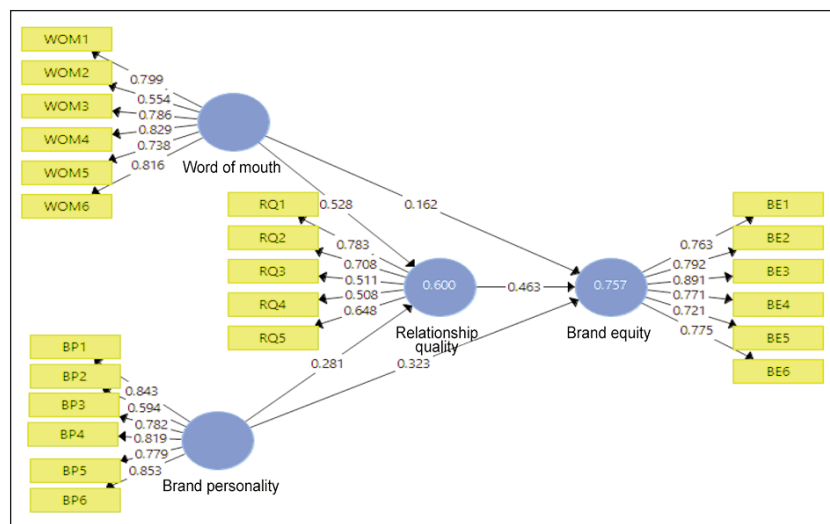 WOM1
WOM2
WOM3
WOM4
WOM5
WOM6
0.799
0.554
0.786
0.829
0.738
0.816
Word of mouth
0.528
0.162
RQ1
RQ2
RQ3
RQ4
RQ5
0.783
0.708
0.511
0.508
0.648
0.600
Relationship
quality
0.463
0.757
Brand equity
0.763
0.792
0.891
0.771
0.721
0.775
BE1
BE2
BE3
BE4
BE5
BE6
0.281
0.323
BP1
BP2
BP3
BP4
BP5
BP6
0.843
0.594
0.782
0.819
0.779
0.853
Brand personality